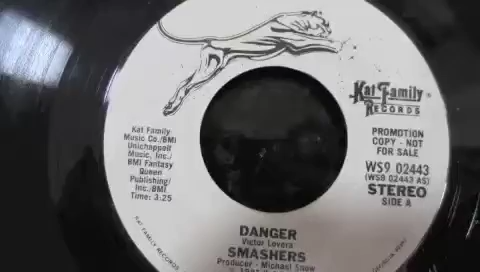 Kat Family
RECORDS
Kat Family
Music Co./BMI
Unichappell
Music, Inc./
BMI Fantasy
Queen
Publishing/
Inc./BMI
Time: 3:25
PROMOTION
COPY - NOT
FOR SALE
WS9 02443
(WS9 02443 AS)
STEREO
SIDE A
DANGER
Victor Lovera
SMASHERS
Producer - Michael Snow
KAT FAMILY RECORDS